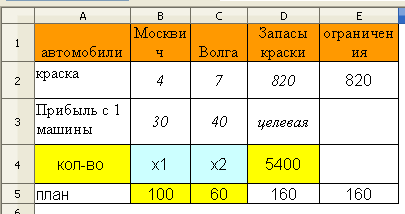 A B C D E
1 автомобили Москвич Волга Запасы краски ограничения
2 краска 4 7 820 820
3 Прибыль с 1 машины 30 40 целевая
4 кол-во x1 x2 5400
5 план 100 60 160 160